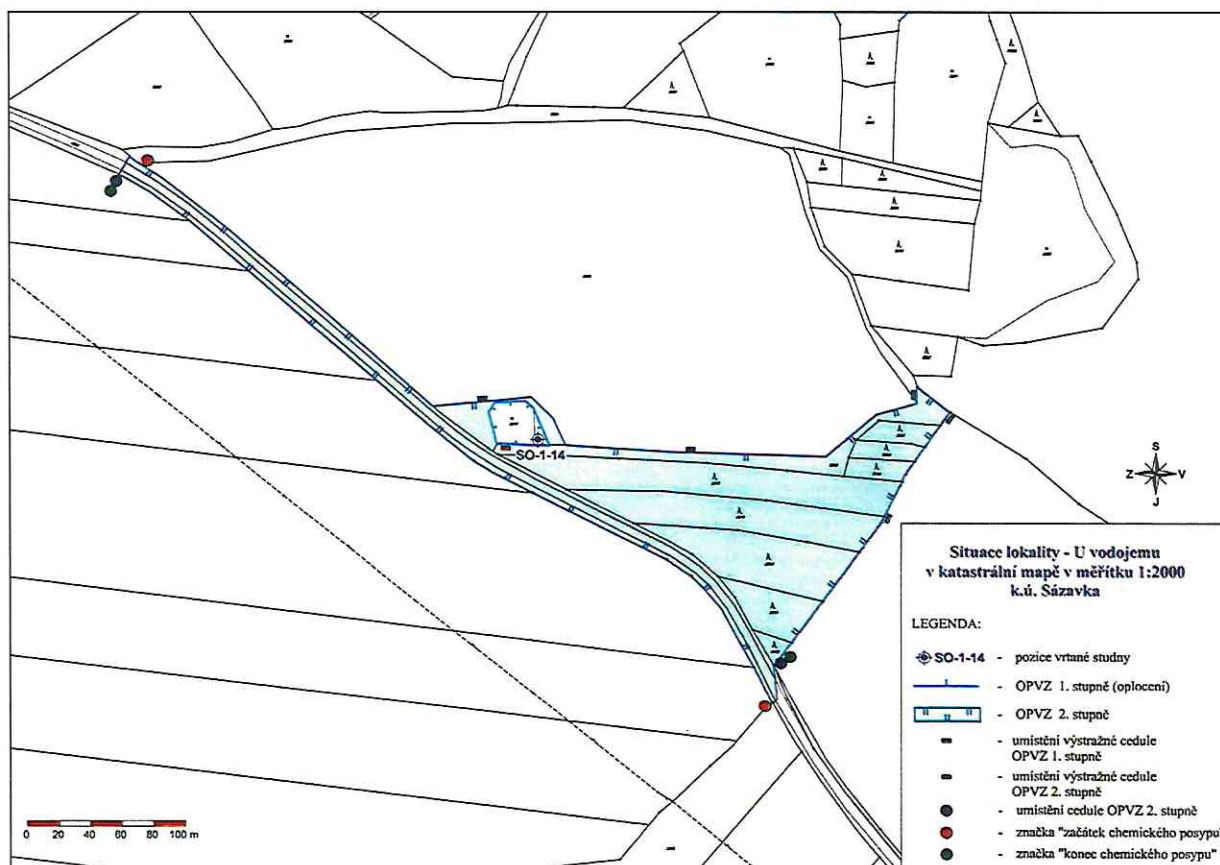 SO-1-14
S
Z V
J
Situace lokality - U vodojemu
v katastrální mapě v měřítku 1:2000
k.ú. Sázavka
LEGENDA:
SO-1-14 - pozice vrtané studny
- OPVZ 1. stupně (oplocení)
- OPVZ 2. stupně
- umístění výstražné cedule
OPVZ 1. stupně
- umístění výstražné cedule
OPVZ 2. stupně
- umístění cedule OPVZ 2. stupně
- značka "začátek chemického posypu"
- značka "konec chemického posypu"
0 20 40 60 80 100 m